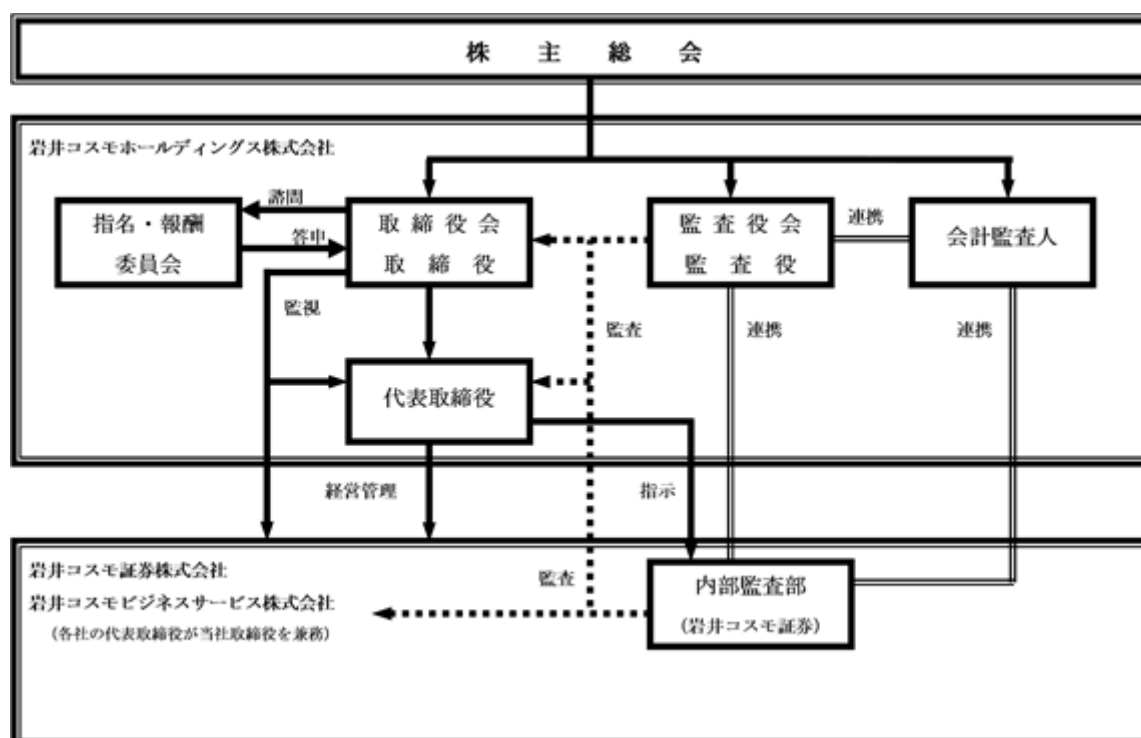 株主総会
岩井コスモホールディングス株式会社
指名・報酬
委員会
諮問
答申
取締役会
取締役
監査役会
監査役
連携
会計監査人
監視
監査
連携
連携
代表取締役
経営管理
指示
岩井コスモ証券株式会社
岩井コスモビジネスサービス株式会社
(各社の代表取締役が当社取締役を兼務)
監査
内部監査部
(岩井コスモ証券)